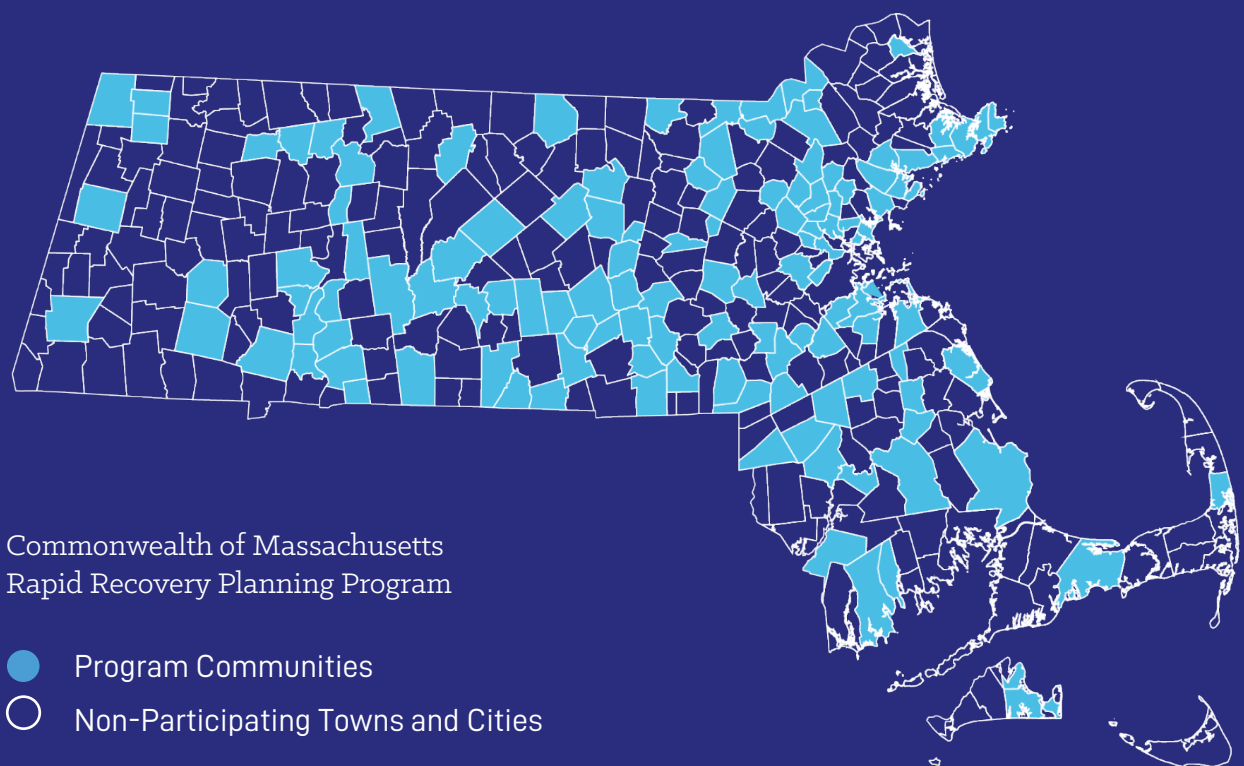 Commonwealth of Massachusetts
Rapid Recovery Planning Program
Program Communities
Non-Participating Towns and Cities